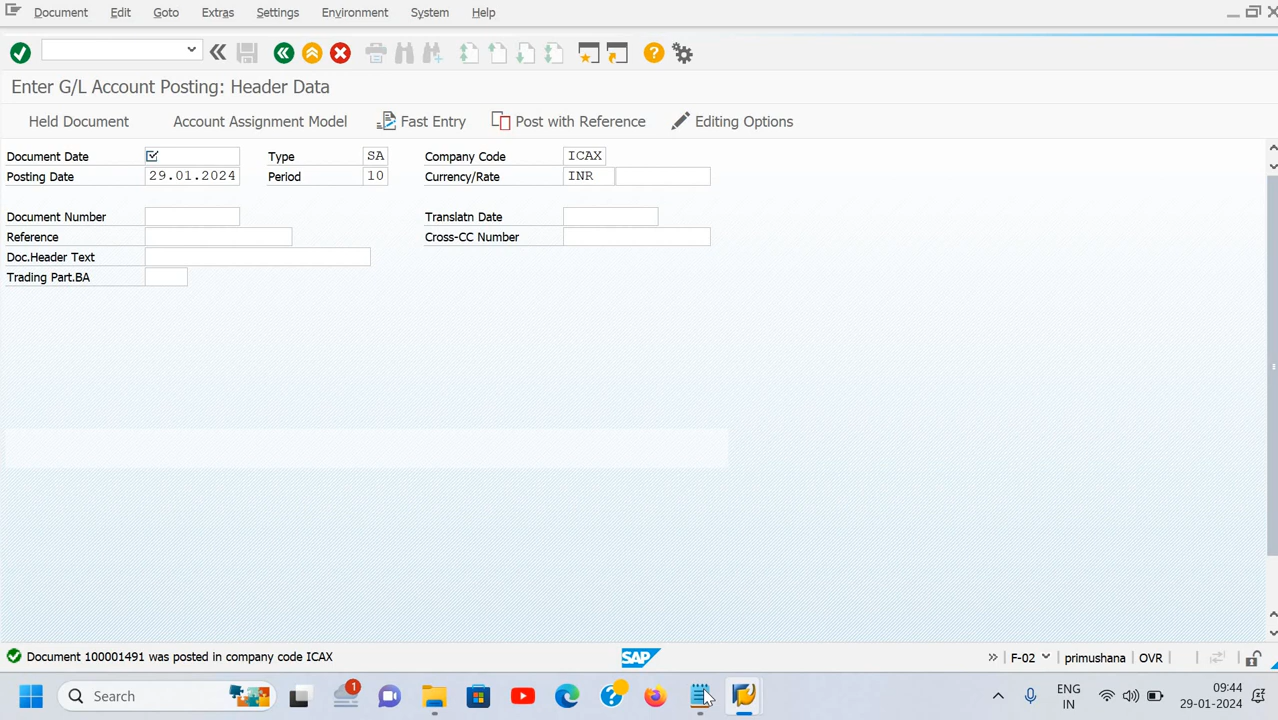 Document Edit Goto Extras Settings Environment System Help
Enter G/L Account Posting: Header Data
Held Document Account Assignment Model Fast Entry Post with Reference Editing Options
Document Date Type SA Company Code ICAX
Posting Date 29.01.2024 Period 10 Currency/Rate INR
Document Number Translatn Date
Reference Cross-CC Number
Doc.Header Text
Trading Part.BA
Document 100001491 was posted in company code ICAX SAP F-02 primushana OVR
Search 1 ENG 09:44
IN 29-01-2024